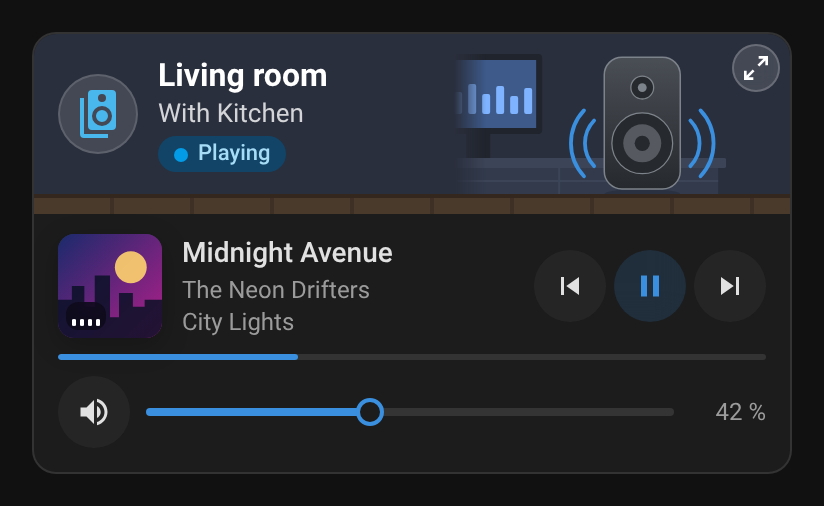 Living room
With Kitchen
Playing
Midnight Avenue
The Neon Drifters
City Lights
42 %